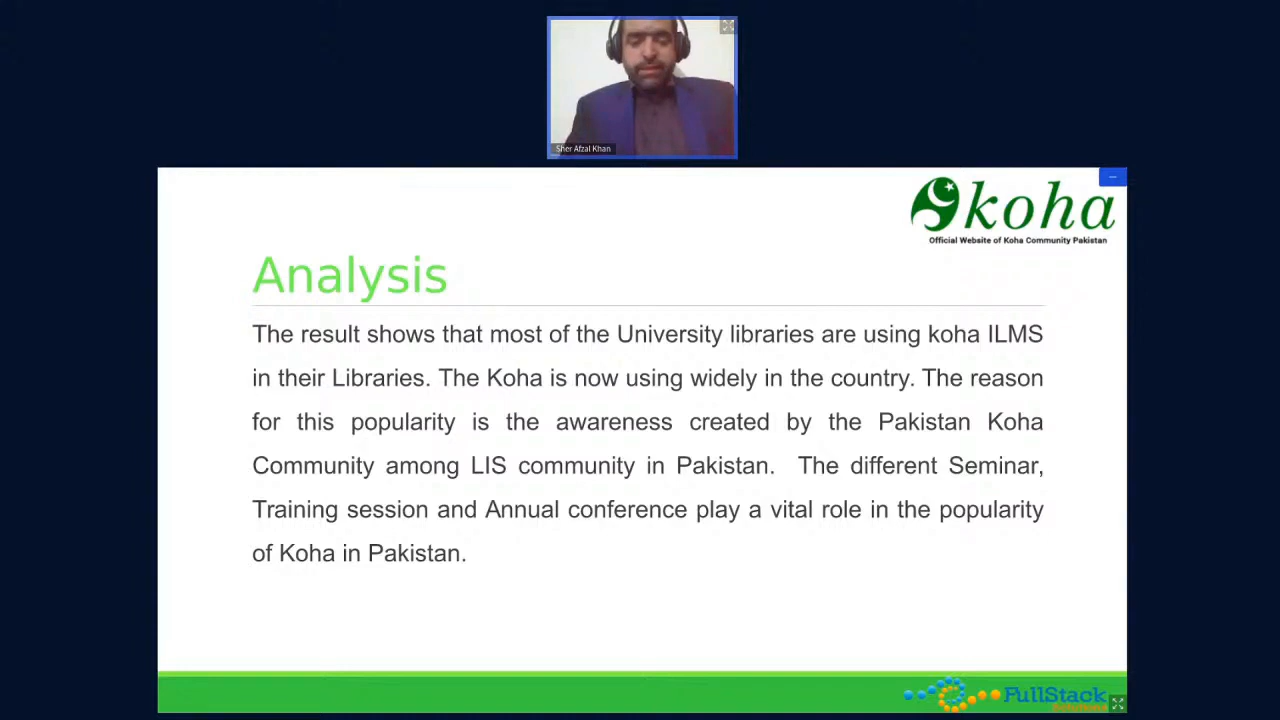 Sher Afzal Khan
koha
Official Website of Koha Community Pakistan
Analysis
The result shows that most of the University libraries are using koha ILMS
in their Libraries. The Koha is now using widely in the country. The reason
for this popularity is the awareness created by the Pakistan Koha
Community among LIS community in Pakistan.  The different Seminar,
Training session and Annual conference play a vital role in the popularity
of Koha in Pakistan.
FullStack
Solutions